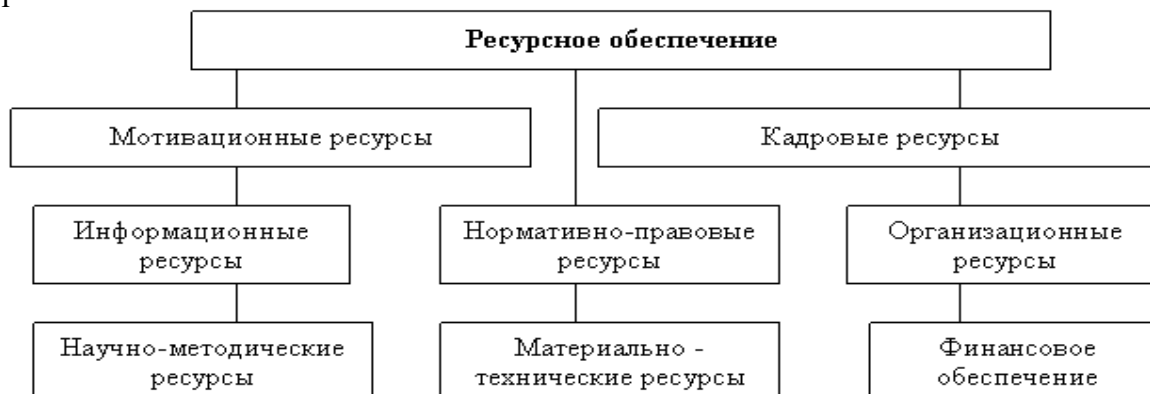 Ресурсное обеспечение
Мотивационные ресурсы
Кадровые ресурсы
Информационные
ресурсы
Нормативно-правовые
ресурсы
Организационные
ресурсы
Научно-методические
ресурсы
Материально -
технические ресурсы
Финансовое
обеспечение